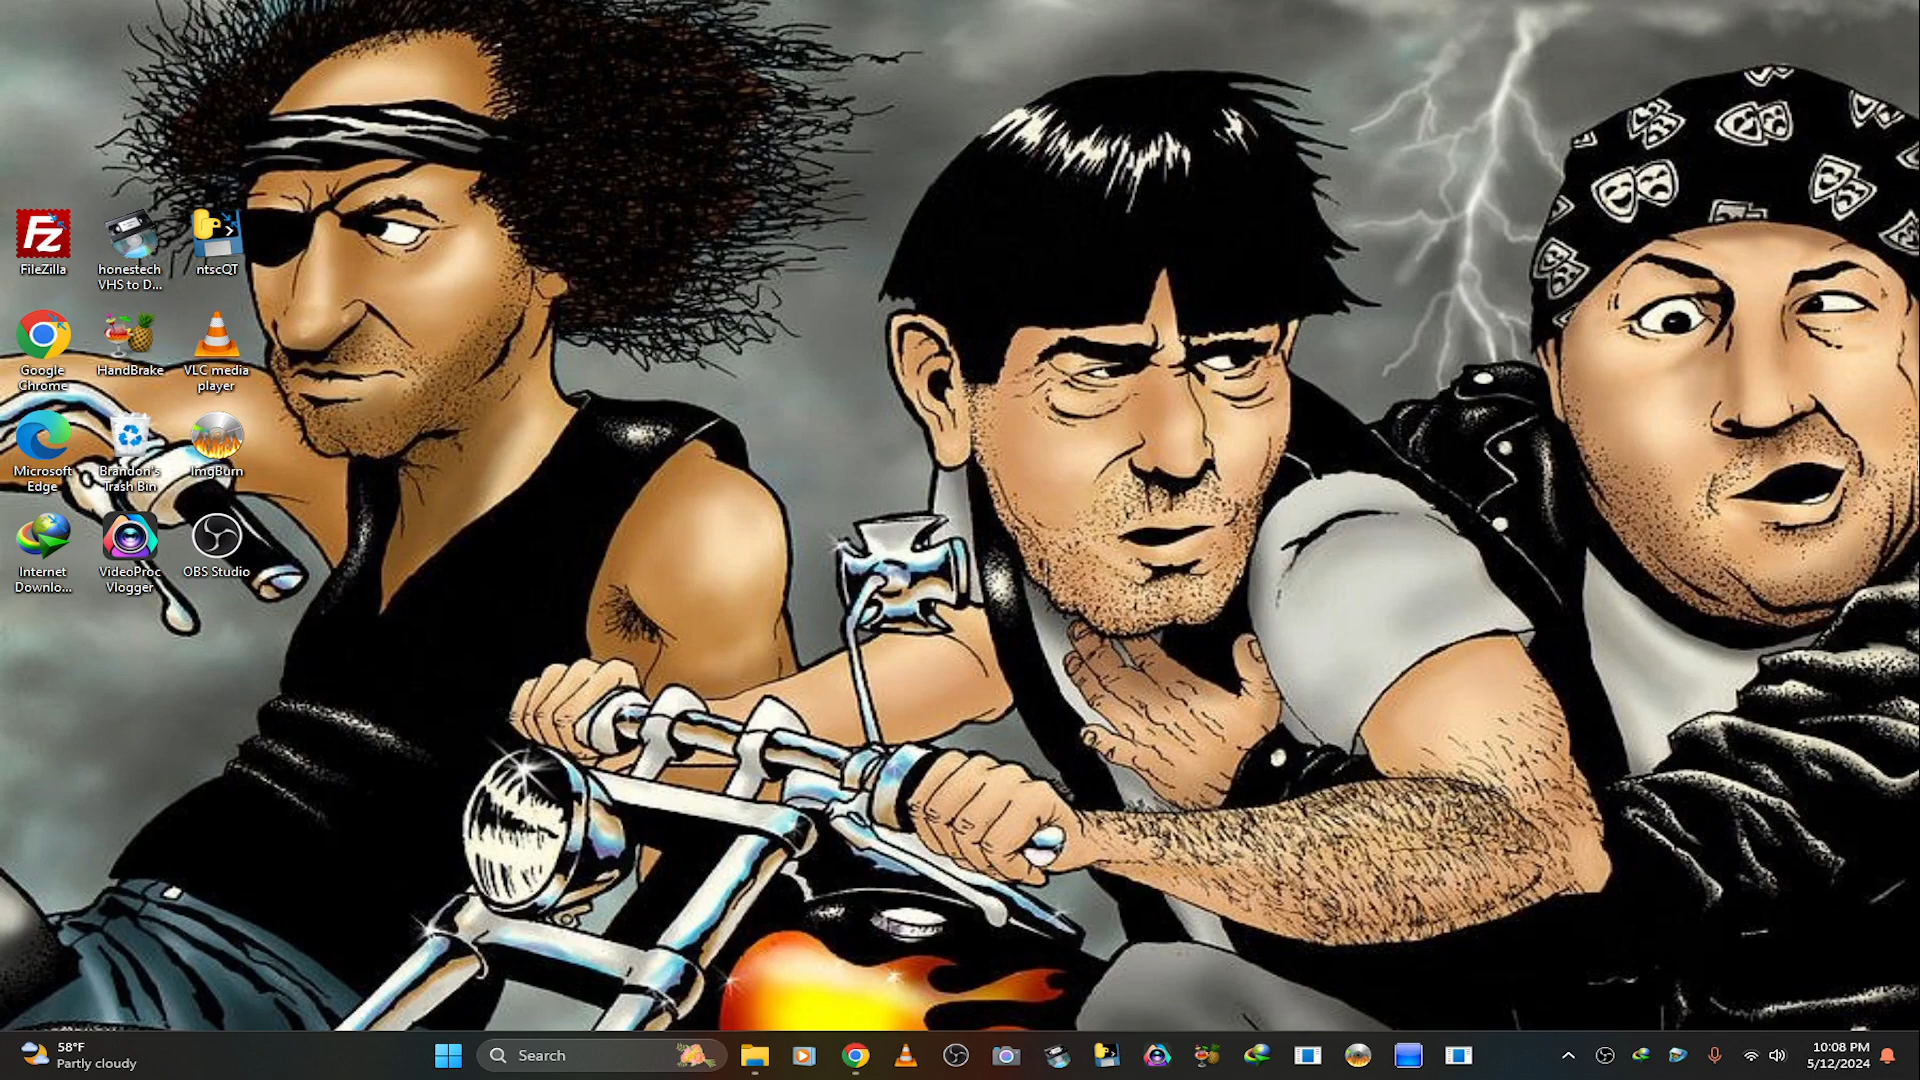 FileZilla
honestech
VHS to D...
ntscQT
Google
Chrome
HandBrake
VLC media
player
Microsoft
Edge
Brandon's
Trash Bin
ImgBurn
Internet
Downlo...
VideoProc
Vlogger
OBS Studio
58°F
Partly cloudy
Search
10:08 PM
5/12/2024